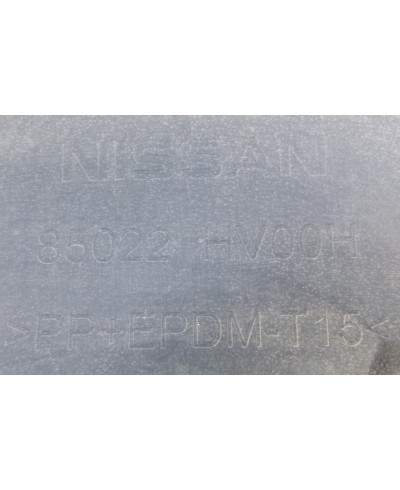 NISSAN
85022 HV00H
>PP+EPDM-T15<